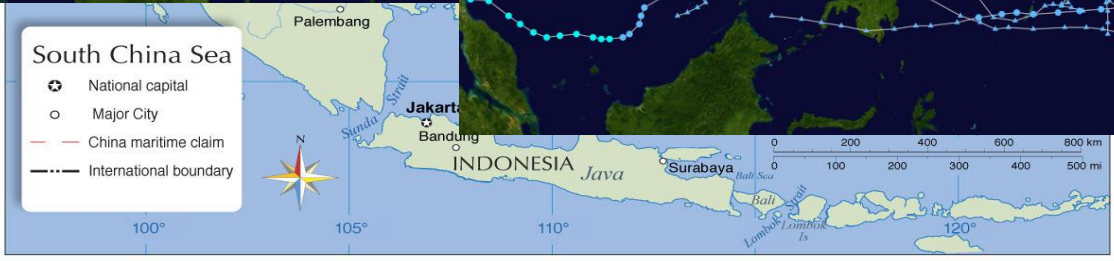 Palembang
South China Sea
National capital
Major City
China maritime claim
International boundary
Sunda Strait
Jakarta
Bandung
N
INDONESIA
Java
Surabaya
Bali Sea
Bali
Lombok Strait
Lombok
Is
0 200 400 600 800 km
0 100 200 300 400 500 mi
100°
105°
110°
120°